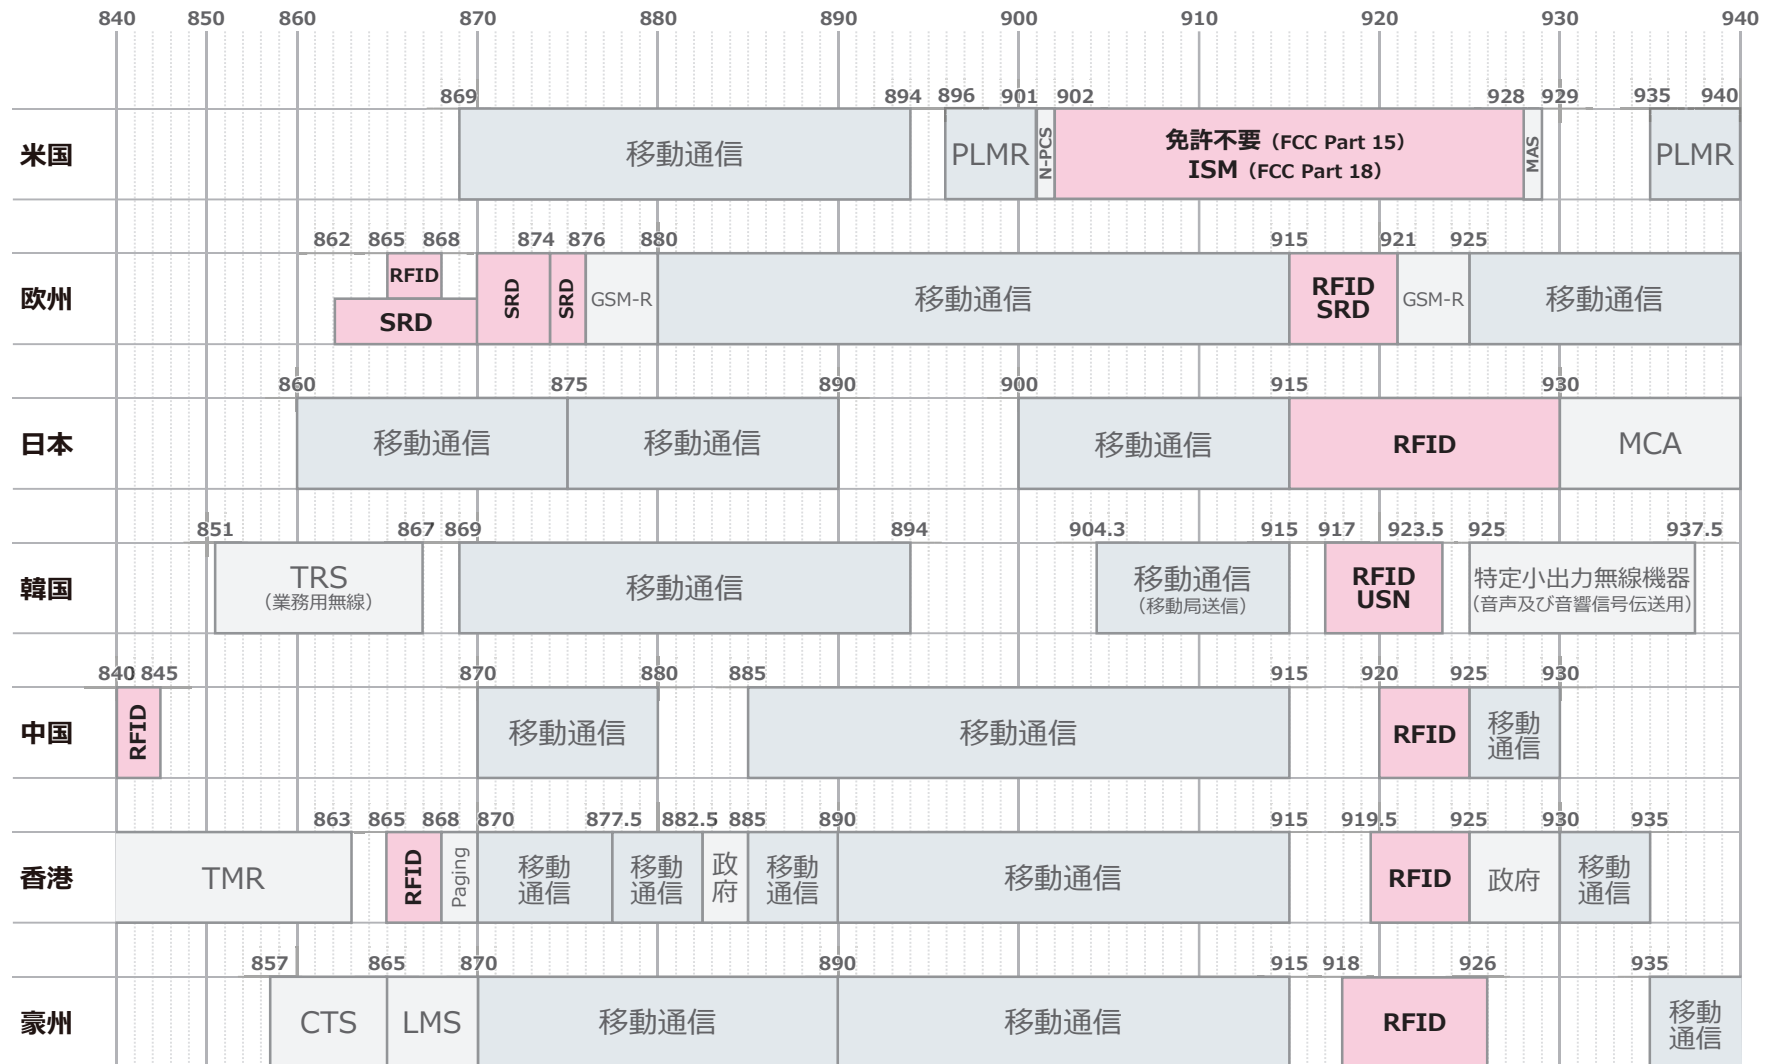 840 850 860 870 880 890 900 910 920 930 940
869 894 896 901 902 928 929 935 940
米国 移動通信 PLMR N-PCS 免許不要（FCC Part 15） MAS PLMR
ISM（FCC Part 18）
862 865 868 874 876 880 915 921 925
欧州 RFID SRD SRD SRD GSM-R 移動通信 RFID GSM-R 移動通信
SRD
860 875 890 900 915 930
日本 移動通信 移動通信 移動通信 RFID MCA
851 867 869 894 904.3 915 917 923.5 925 937.5
韓国 TRS 移動通信 移動通信 RFID 特定小出力無線機器
（業務用無線） （移動局送信） USN （音声及び音響信号伝送用）
840 845 870 880 885 915 920 925 930
中国 RFID 移動通信 移動通信 RFID 移動
通信
863 865 868 870 877.5 882.5 885 890 915 919.5 925 930 935
香港 TMR RFID Paging 移動 移動 政 移動 移動通信 RFID 政府 移動
通信 通信 府 通信 通信
857 865 870 890 915 918 926 935
豪州 CTS LMS 移動通信 移動通信 RFID 移動
通信